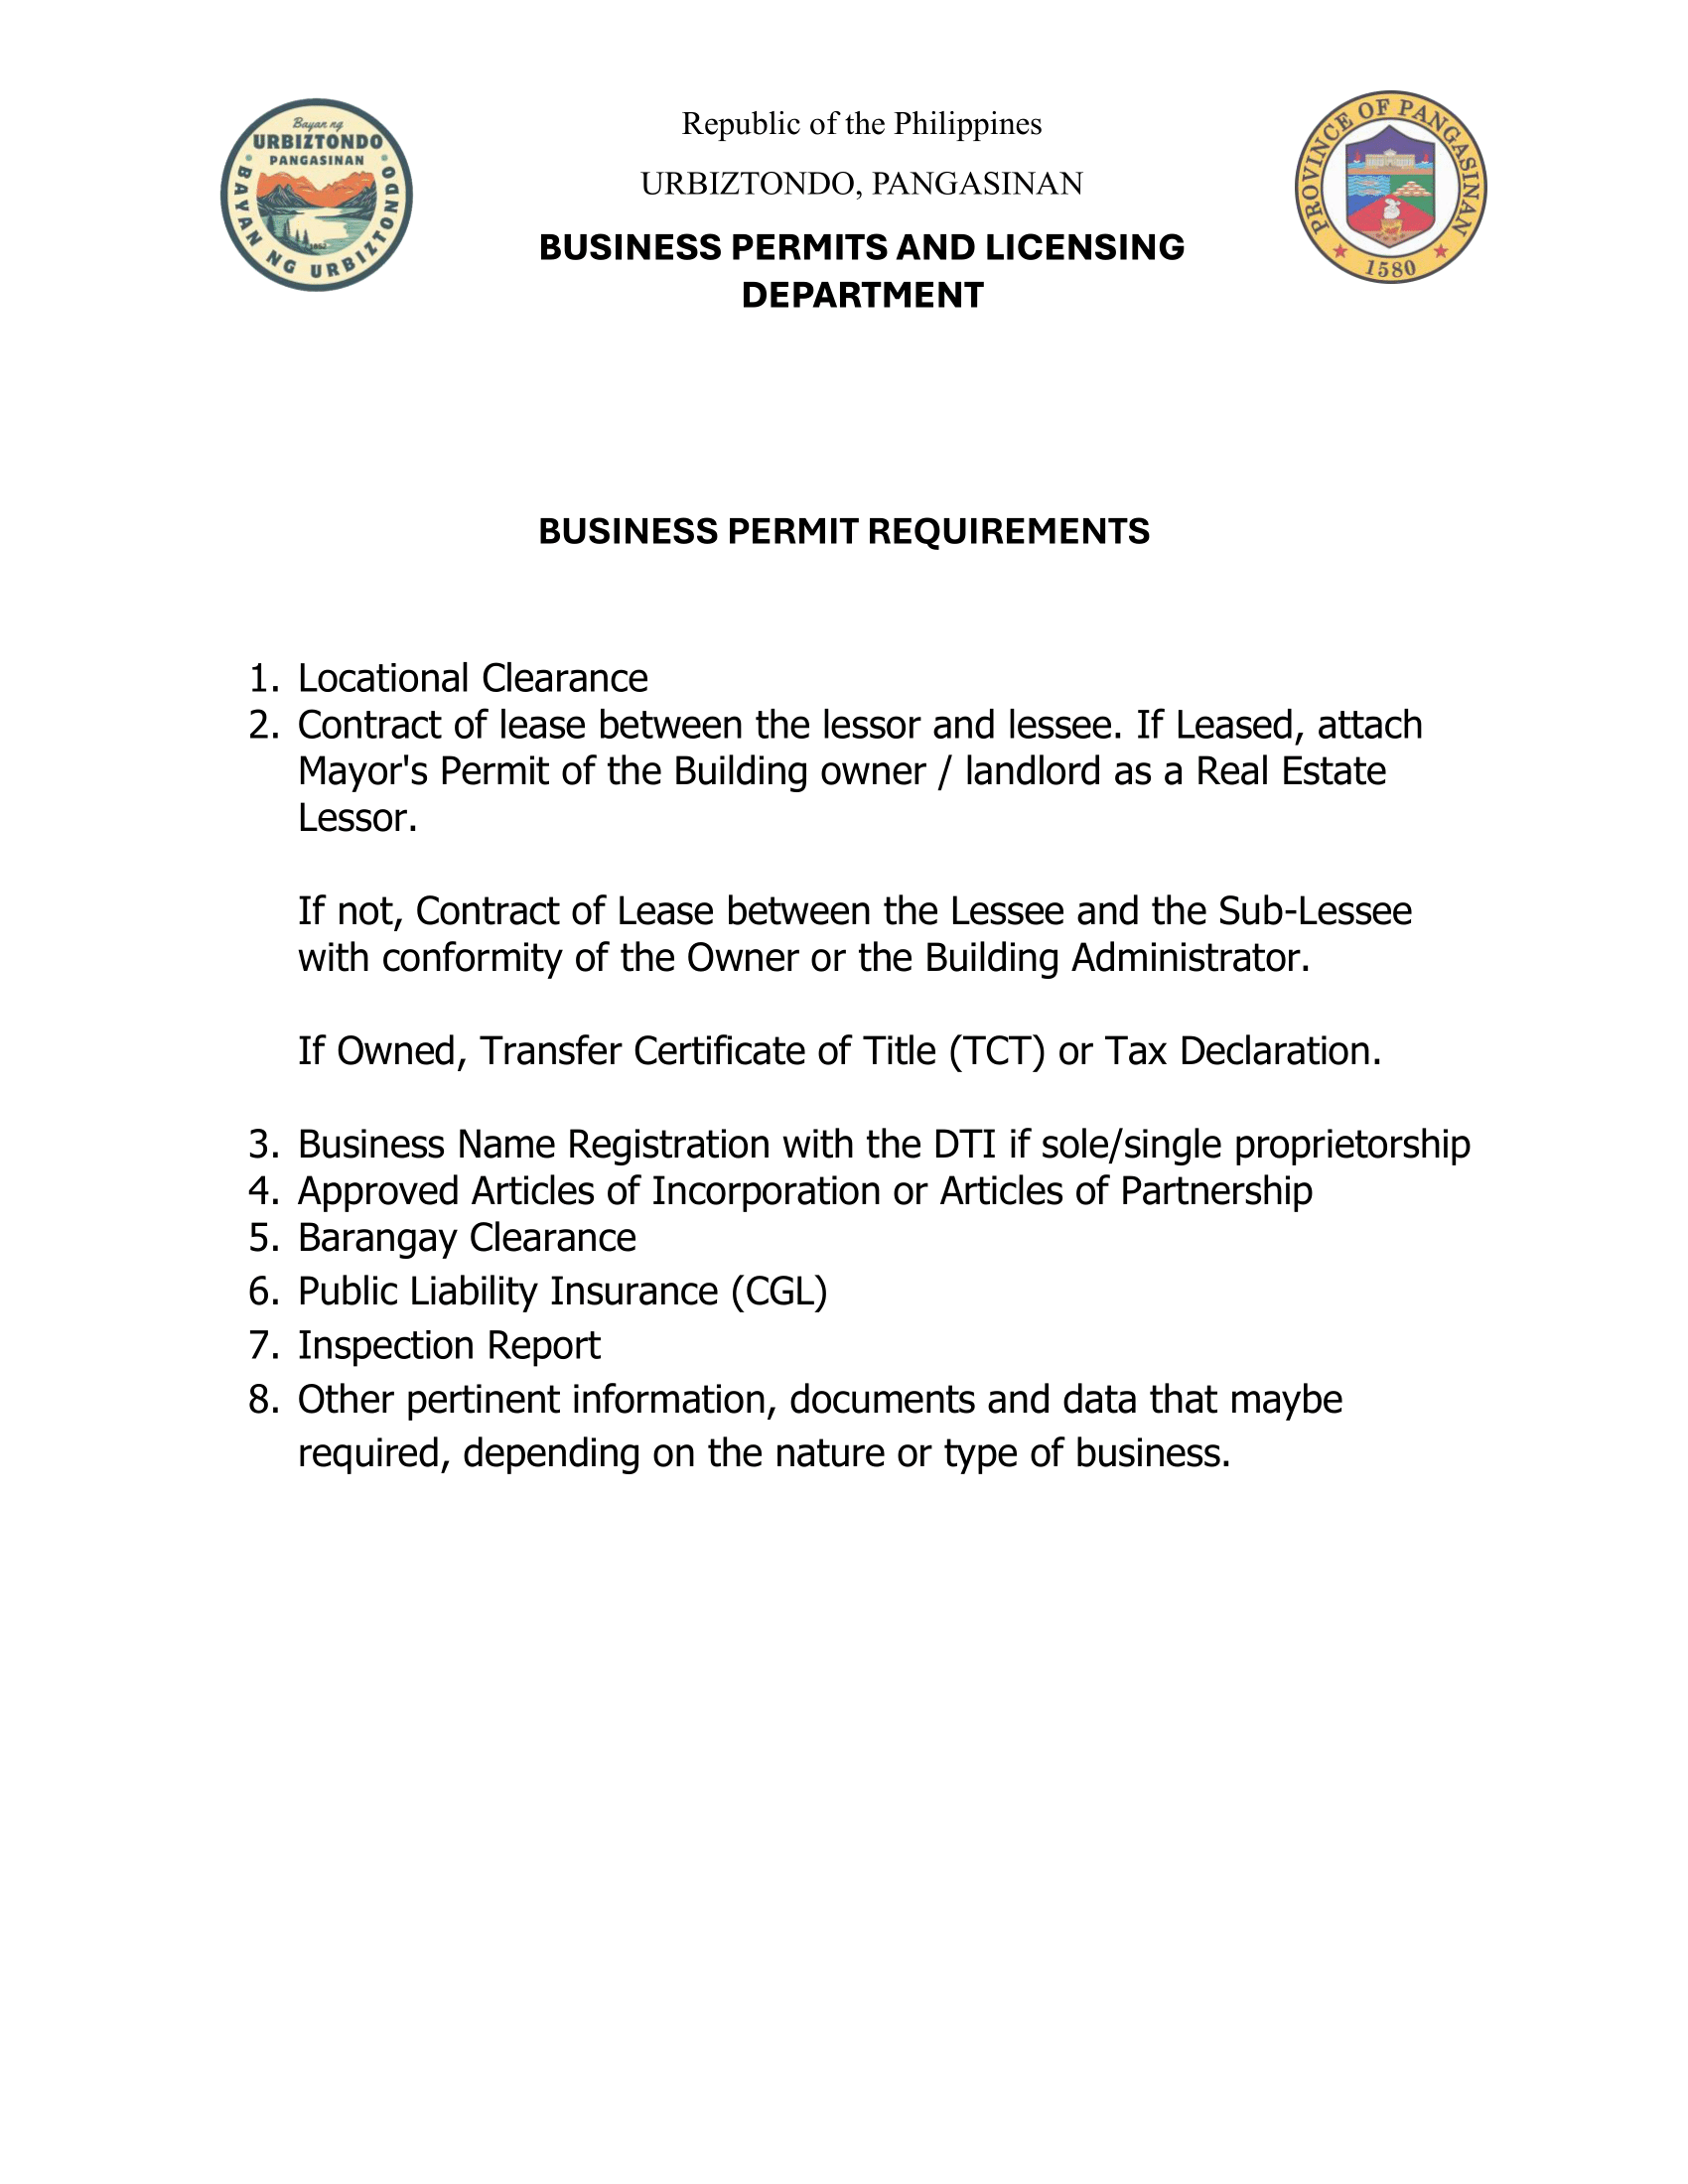 Bayan ng
URBIZTONDO
PANGASINAN
BAYAN NG URBIZTONDO
1852
Republic of the Philippines
URBIZTONDO, PANGASINAN
BUSINESS PERMITS AND LICENSING
DEPARTMENT
PROVINCE OF PANGASINAN
1580
BUSINESS PERMIT REQUIREMENTS
1. Locational Clearance
2. Contract of lease between the lessor and lessee. If Leased, attach
Mayor's Permit of the Building owner / landlord as a Real Estate
Lessor.
If not, Contract of Lease between the Lessee and the Sub-Lessee
with conformity of the Owner or the Building Administrator.
If Owned, Transfer Certificate of Title (TCT) or Tax Declaration.
3. Business Name Registration with the DTI if sole/single proprietorship
4. Approved Articles of Incorporation or Articles of Partnership
5. Barangay Clearance
6. Public Liability Insurance (CGL)
7. Inspection Report
8. Other pertinent information, documents and data that maybe
required, depending on the nature or type of business.